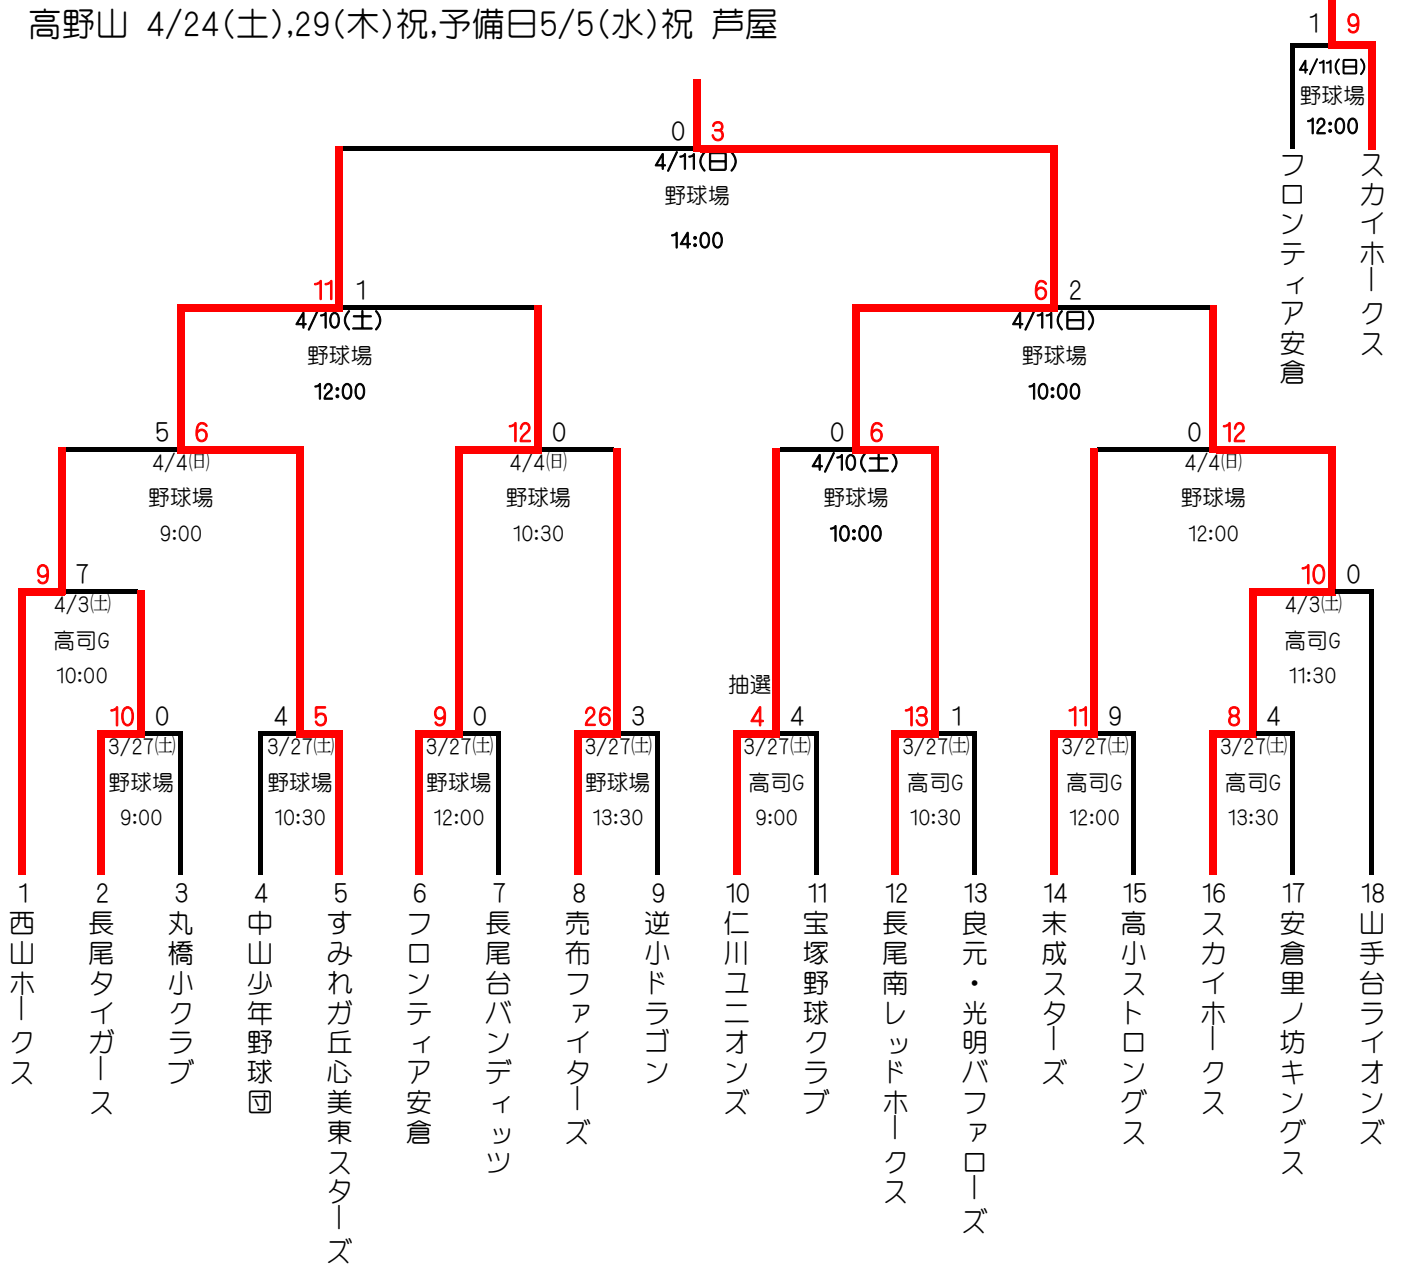 高野山 4/24(土),29(木)祝,予備日5/5(水)祝 芦屋
1 9
4/11(日)
野球場
12:00
フロンティア安倉
スカイホークス
0 3
4/11(日)
野球場
14:00
11 1
4/10(土)
野球場
12:00
6 2
4/11(日)
野球場
10:00
5 6
4/4(日)
野球場
9:00
12 0
4/4(日)
野球場
10:30
0 6
4/10(土)
野球場
10:00
0 12
4/4(日)
野球場
12:00
9 7
4/3(土)
高司G
10:00
10 0
4/3(土)
高司G
11:30
10 0
3/27(土)
野球場
9:00
4 5
3/27(土)
野球場
10:30
9 0
3/27(土)
野球場
12:00
26 3
3/27(土)
野球場
13:30
抽選
4 4
3/27(土)
高司G
9:00
13 1
3/27(土)
高司G
10:30
11 9
3/27(土)
高司G
12:00
8 4
3/27(土)
高司G
13:30
1
西山ホークス
2
長尾タイガース
3
丸橋小クラブ
4
中山少年野球団
5
すみれガ丘心美東スターズ
6
フロンティア安倉
7
長尾台バンディッツ
8
売布ファイターズ
9
逆小ドラゴン
10
仁川ユニオンズ
11
宝塚野球クラブ
12
長尾南レッドホークス
13
良元・光明バファローズ
14
末成スターズ
15
高小ストロングス
16
スカイホークス
17
安倉里ノ坊キングス
18
山手台ライオンズ